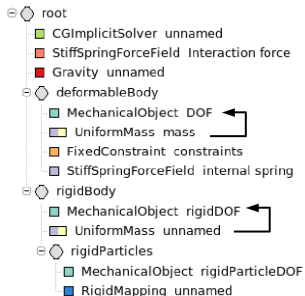 root
CGImplicitSolver unnamed
StiffSpringForceField Interaction force
Gravity unnamed
deformableBody
MechanicalObject DOF
UniformMass mass
FixedConstraint constraints
StiffSpringForceField internal spring
rigidBody
MechanicalObject rigidDOF
UniformMass unnamed
rigidParticles
MechanicalObject rigidParticleDOF
RigidMapping unnamed